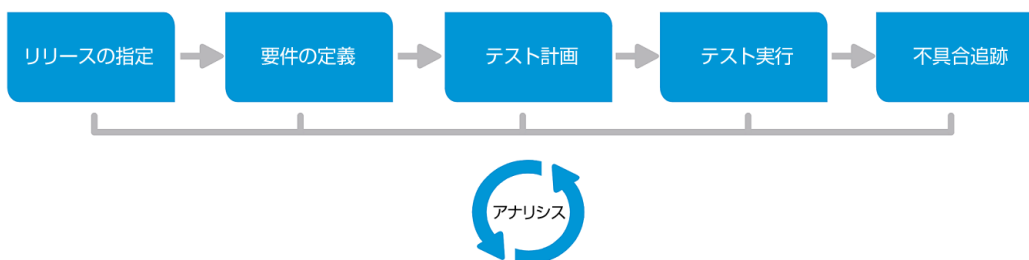 リリースの指定
要件の定義
テスト計画
テスト実行
不具合追跡
アナリシス